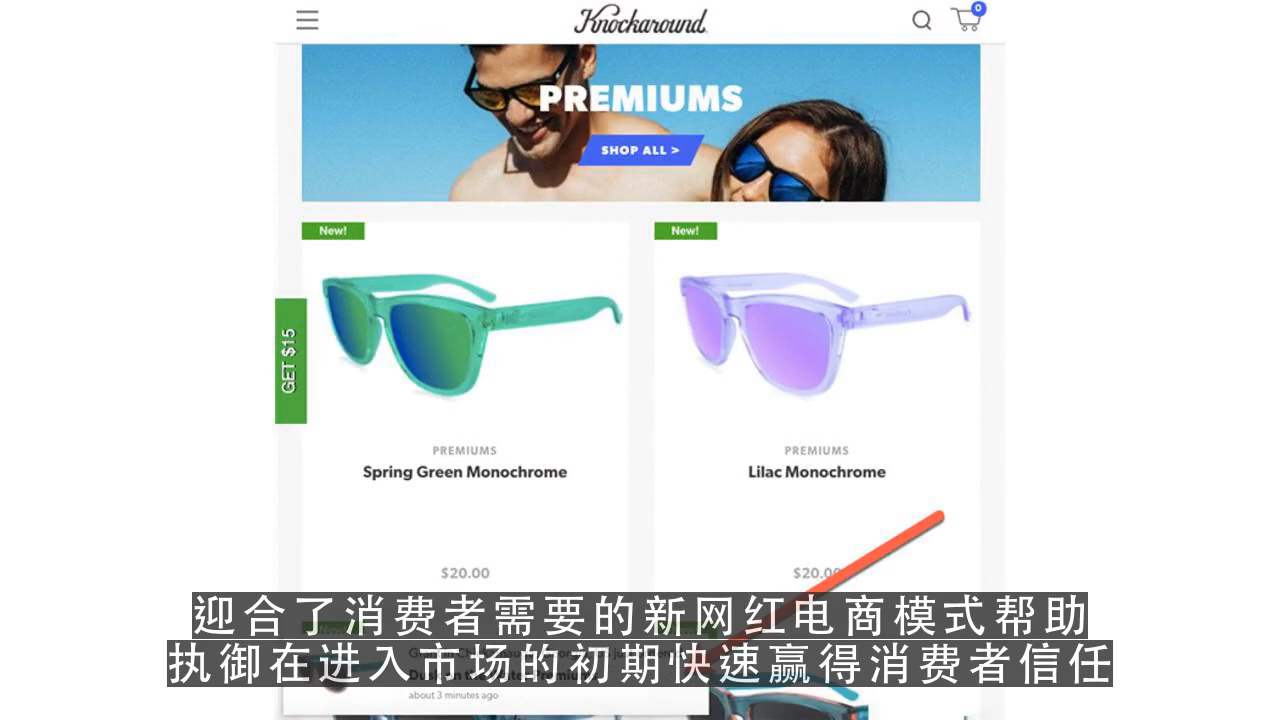 Knockaround
0
PREMIUMS
SHOP ALL >
New!
New!
GET $15
PREMIUMS
Spring Green Monochrome
PREMIUMS
Lilac Monochrome
$20.00
$20.00
迎合了消费者需要的新网红电商模式帮助
执御在进入市场的初期快速赢得消费者信任
about 3 minutes ago